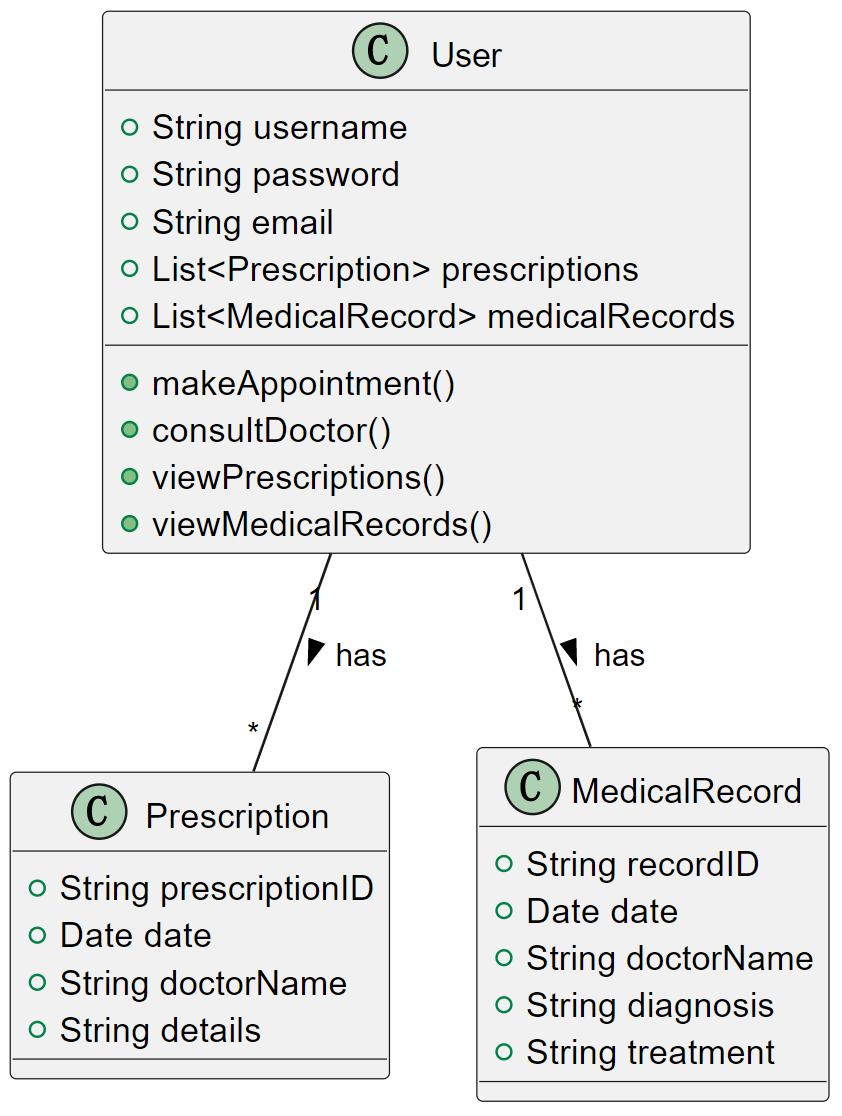 C User
String username
String password
String email
List<Prescription> prescriptions
List<MedicalRecord> medicalRecords
makeAppointment()
consultDoctor()
viewPrescriptions()
viewMedicalRecords()
1
1
has
has
*
*
C Prescription
String prescriptionID
Date date
String doctorName
String details
C MedicalRecord
String recordID
Date date
String doctorName
String diagnosis
String treatment